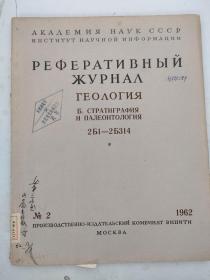 АКАДЕМИЯ НАУК СССР
ИНСТИТУТ НАУЧНОЙ ИНФОРМАЦИИ
РЕФЕРАТИВНЫЙ
ЖУРНАЛ
ГЕОЛОГИЯ
Б. СТРАТИГРАФИЯ
И ПАЛЕОНТОЛОГИЯ
2Б1—2Б314
№ 2
1962
ПРОИЗВОДСТВЕННО-ИЗДАТЕЛЬСКИЙ КОМБИНАТ ВИНИТИ
МОСКВА